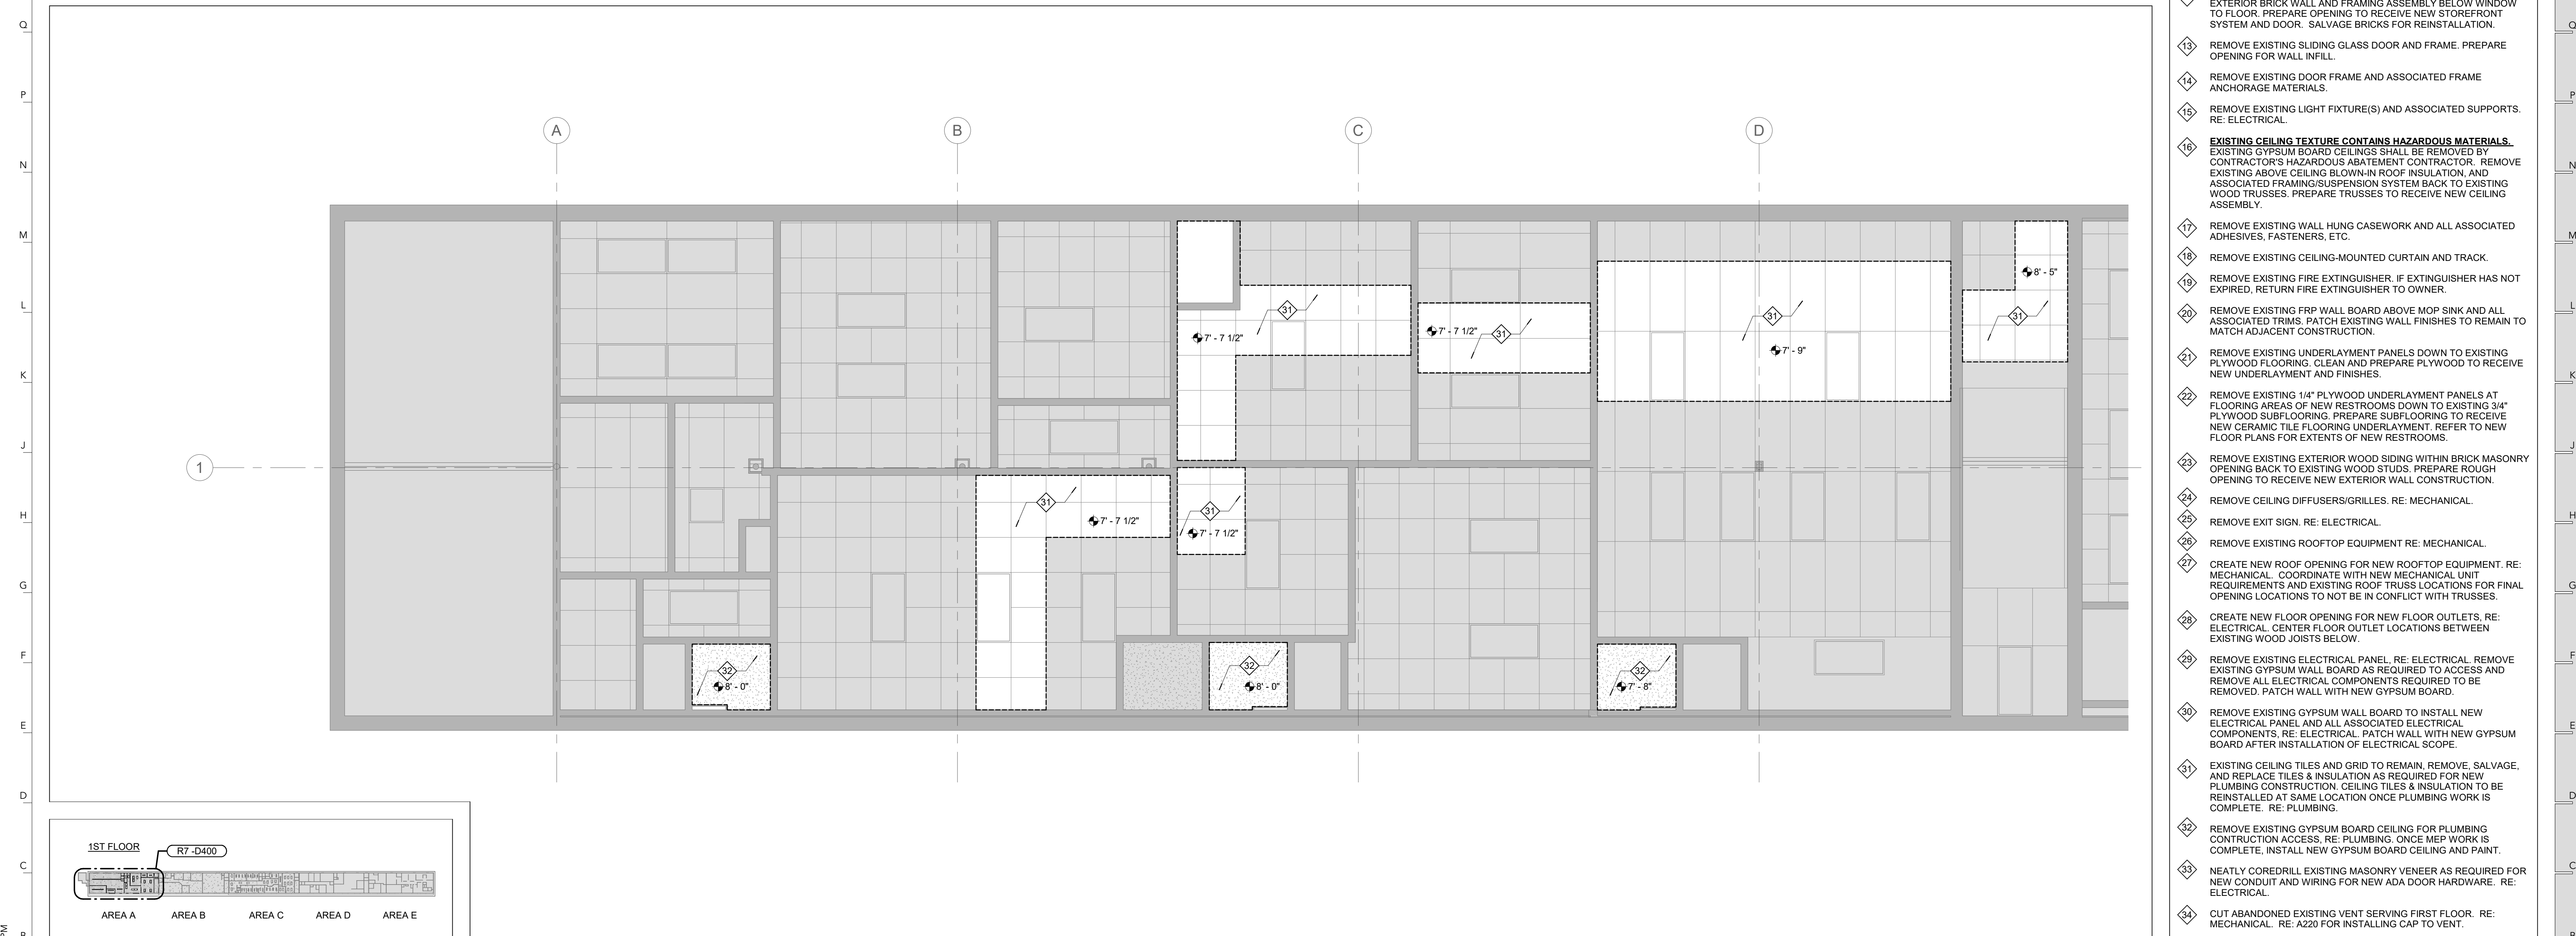 Q
P
N
M
L
K
J
H
G
F
E
D
C
B
PM
A
B
C
D
1
31
7' - 7 1/2"
7' - 7 1/2"
31
31
7' - 9"
8' - 5"
31
31
7' - 7 1/2"
31
7' - 7 1/2"
32
8' - 0"
32
8' - 0"
32
7' - 8"
1ST FLOOR
R7 -D400
AREA A
AREA B
AREA C
AREA D
AREA E
EXTERIOR BRICK WALL AND FRAMING ASSEMBLY BELOW WINDOW
TO FLOOR. PREPARE OPENING TO RECEIVE NEW STOREFRONT
SYSTEM AND DOOR. SALVAGE BRICKS FOR REINSTALLATION.
13 REMOVE EXISTING SLIDING GLASS DOOR AND FRAME. PREPARE
OPENING FOR WALL INFILL.
14 REMOVE EXISTING DOOR FRAME AND ASSOCIATED FRAME
ANCHORAGE MATERIALS.
15 REMOVE EXISTING LIGHT FIXTURE(S) AND ASSOCIATED SUPPORTS.
RE: ELECTRICAL.
16 EXISTING CEILING TEXTURE CONTAINS HAZARDOUS MATERIALS.
EXISTING GYPSUM BOARD CEILINGS SHALL BE REMOVED BY
CONTRACTOR'S HAZARDOUS ABATEMENT CONTRACTOR. REMOVE
EXISTING ABOVE CEILING BLOWN-IN ROOF INSULATION, AND
ASSOCIATED FRAMING/SUSPENSION SYSTEM BACK TO EXISTING
WOOD TRUSSES. PREPARE TRUSSES TO RECEIVE NEW CEILING
ASSEMBLY.
17 REMOVE EXISTING WALL HUNG CASEWORK AND ALL ASSOCIATED
ADHESIVES, FASTENERS, ETC.
18 REMOVE EXISTING CEILING-MOUNTED CURTAIN AND TRACK.
19 REMOVE EXISTING FIRE EXTINGUISHER. IF EXTINGUISHER HAS NOT
EXPIRED, RETURN FIRE EXTINGUISHER TO OWNER.
20 REMOVE EXISTING FRP WALL BOARD ABOVE MOP SINK AND ALL
ASSOCIATED TRIMS. PATCH EXISTING WALL FINISHES TO REMAIN TO
MATCH ADJACENT CONSTRUCTION.
21 REMOVE EXISTING UNDERLAYMENT PANELS DOWN TO EXISTING
PLYWOOD FLOORING. CLEAN AND PREPARE PLYWOOD TO RECEIVE
NEW UNDERLAYMENT AND FINISHES.
22 REMOVE EXISTING 1/4" PLYWOOD UNDERLAYMENT PANELS AT
FLOORING AREAS OF NEW RESTROOMS DOWN TO EXISTING 3/4"
PLYWOOD SUBFLOORING. PREPARE SUBFLOORING TO RECEIVE
NEW CERAMIC TILE FLOORING UNDERLAYMENT. REFER TO NEW
FLOOR PLANS FOR EXTENTS OF NEW RESTROOMS.
23 REMOVE EXISTING EXTERIOR WOOD SIDING WITHIN BRICK MASONRY
OPENING BACK TO EXISTING WOOD STUDS. PREPARE ROUGH
OPENING TO RECEIVE NEW EXTERIOR WALL CONSTRUCTION.
24 REMOVE CEILING DIFFUSERS/GRILLES. RE: MECHANICAL.
25 REMOVE EXIT SIGN. RE: ELECTRICAL.
26 REMOVE EXISTING ROOFTOP EQUIPMENT RE: MECHANICAL.
27 CREATE NEW ROOF OPENING FOR NEW ROOFTOP EQUIPMENT. RE:
MECHANICAL. COORDINATE WITH NEW MECHANICAL UNIT
REQUIREMENTS AND EXISTING ROOF TRUSS LOCATIONS FOR FINAL
OPENING LOCATIONS TO NOT BE IN CONFLICT WITH TRUSSES.
28 CREATE NEW FLOOR OPENING FOR NEW FLOOR OUTLETS, RE:
ELECTRICAL. CENTER FLOOR OUTLET LOCATIONS BETWEEN
EXISTING WOOD JOISTS BELOW.
29 REMOVE EXISTING ELECTRICAL PANEL, RE: ELECTRICAL. REMOVE
EXISTING GYPSUM WALL BOARD AS REQUIRED TO ACCESS AND
REMOVE ALL ELECTRICAL COMPONENTS REQUIRED TO BE
REMOVED. PATCH WALL WITH NEW GYPSUM BOARD.
30 REMOVE EXISTING GYPSUM WALL BOARD TO INSTALL NEW
ELECTRICAL PANEL AND ALL ASSOCIATED ELECTRICAL
COMPONENTS, RE: ELECTRICAL. PATCH WALL WITH NEW GYPSUM
BOARD AFTER INSTALLATION OF ELECTRICAL SCOPE.
31 EXISTING CEILING TILES AND GRID TO REMAIN, REMOVE, SALVAGE,
AND REPLACE TILES & INSULATION AS REQUIRED FOR NEW
PLUMBING CONSTRUCTION. CEILING TILES & INSULATION TO BE
REINSTALLED AT SAME LOCATION ONCE PLUMBING WORK IS
COMPLETE. RE: PLUMBING.
32 REMOVE EXISTING GYPSUM BOARD CEILING FOR PLUMBING
CONTRUCTION ACCESS, RE: PLUMBING. ONCE MEP WORK IS
COMPLETE, INSTALL NEW GYPSUM BOARD CEILING AND PAINT.
33 NEATLY COREDRILL EXISTING MASONRY VENEER AS REQUIRED FOR
NEW CONDUIT AND WIRING FOR NEW ADA DOOR HARDWARE. RE:
ELECTRICAL.
34 CUT ABANDONED EXISTING VENT SERVING FIRST FLOOR. RE:
MECHANICAL. RE: A220 FOR INSTALLING CAP TO VENT.
Q
P
N
M
L
K
J
H
G
F
E
D
C